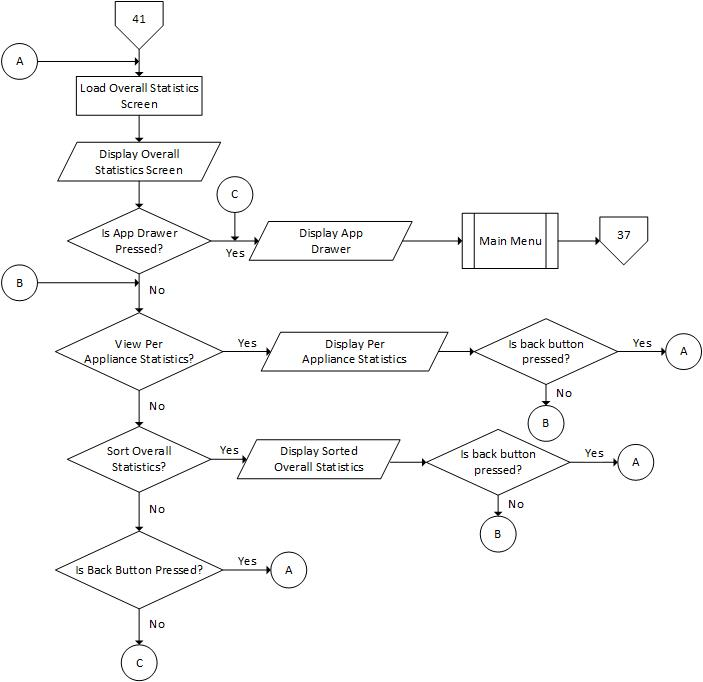 41
A
Load Overall Statistics
Screen
Display Overall
Statistics Screen
C
Is App Drawer
Pressed?
Yes
Display App
Drawer
Main Menu
37
B
No
View Per
Appliance Statistics?
Yes
Display Per
Appliance Statistics
Is back button
pressed?
Yes
A
No
B
No
Sort Overall
Statistics?
Yes
Display Sorted
Overall Statistics
Is back button
pressed?
Yes
A
No
B
No
Is Back Button Pressed?
Yes
A
No
C